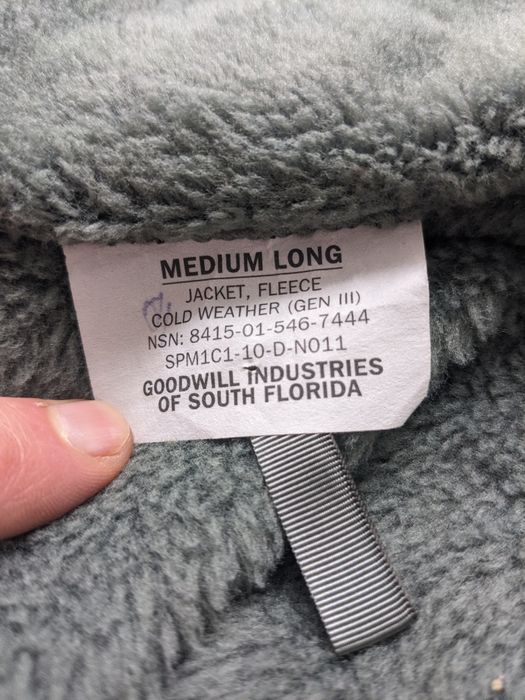 MEDIUM LONG
JACKET, FLEECE
COLD WEATHER (GEN III)
NSN: 8415-01-546-7444
SPM1C1-10-D-N011
GOODWILL INDUSTRIES
OF SOUTH FLORIDA